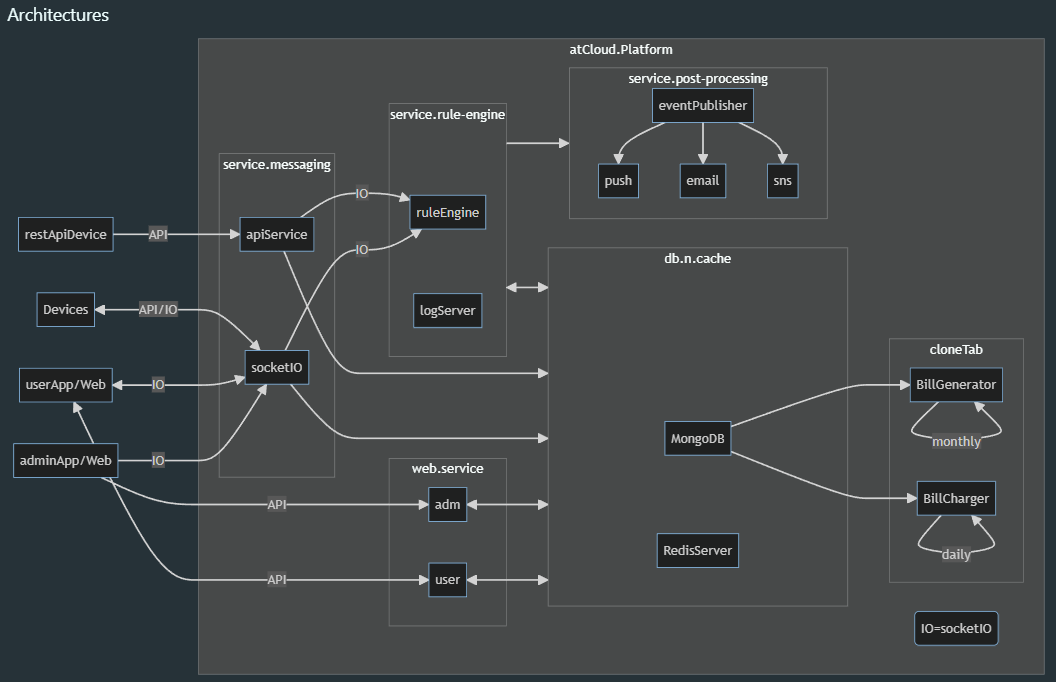 Architectures
atCloud.Platform
service.post-processing
eventPublisher
push
email
sns
service.rule-engine
IO
ruleEngine
IO
logServer
service.messaging
apiService
socketIO
restApiDevice
API
Devices
API/IO
userApp/Web
IO
adminApp/Web
IO
API
API
web.service
adm
user
db.n.cache
MongoDB
RedisServer
cloneTab
BillGenerator
monthly
BillCharger
daily
IO=socketIO